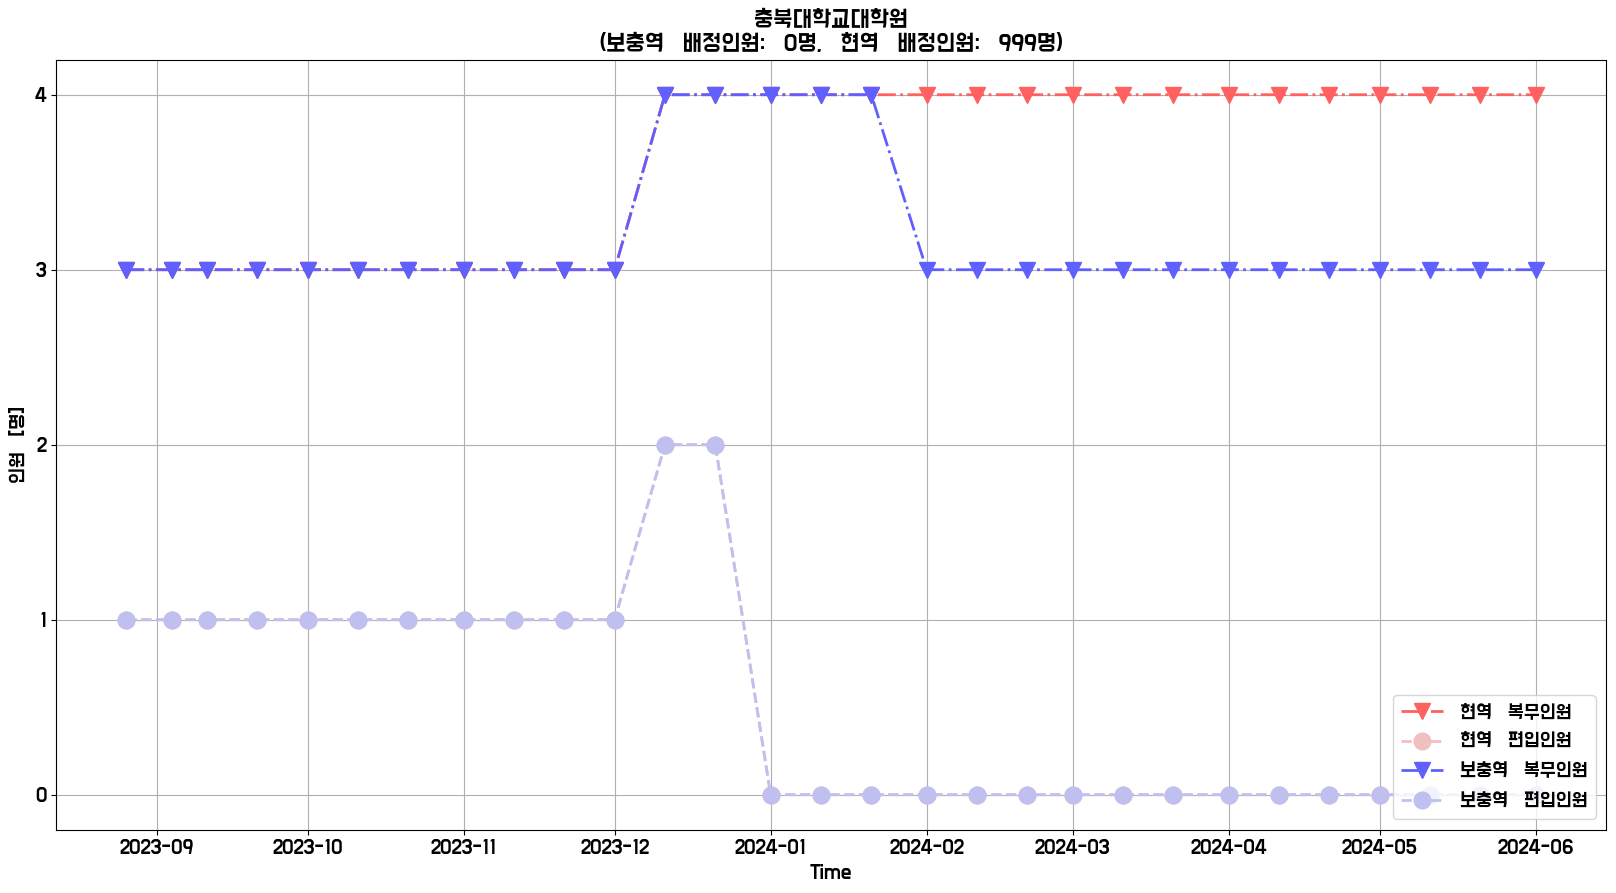 충북대학교대학원
(보충역 배정인원: 0명, 현역 배정인원: 999명)
인원 [명]
4
3
2
1
0
2023-09 2023-10 2023-11 2023-12 2024-01 2024-02 2024-03 2024-04 2024-05 2024-06
Time
현역 복무인원
현역 편입인원
보충역 복무인원
보충역 편입인원